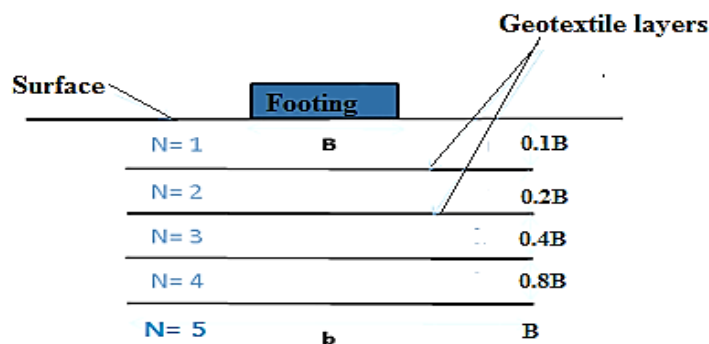 Geotextile layers
Surface
Footing
N= 1 B 0.1B
N= 2 0.2B
N= 3 0.4B
N= 4 0.8B
N= 5 b B